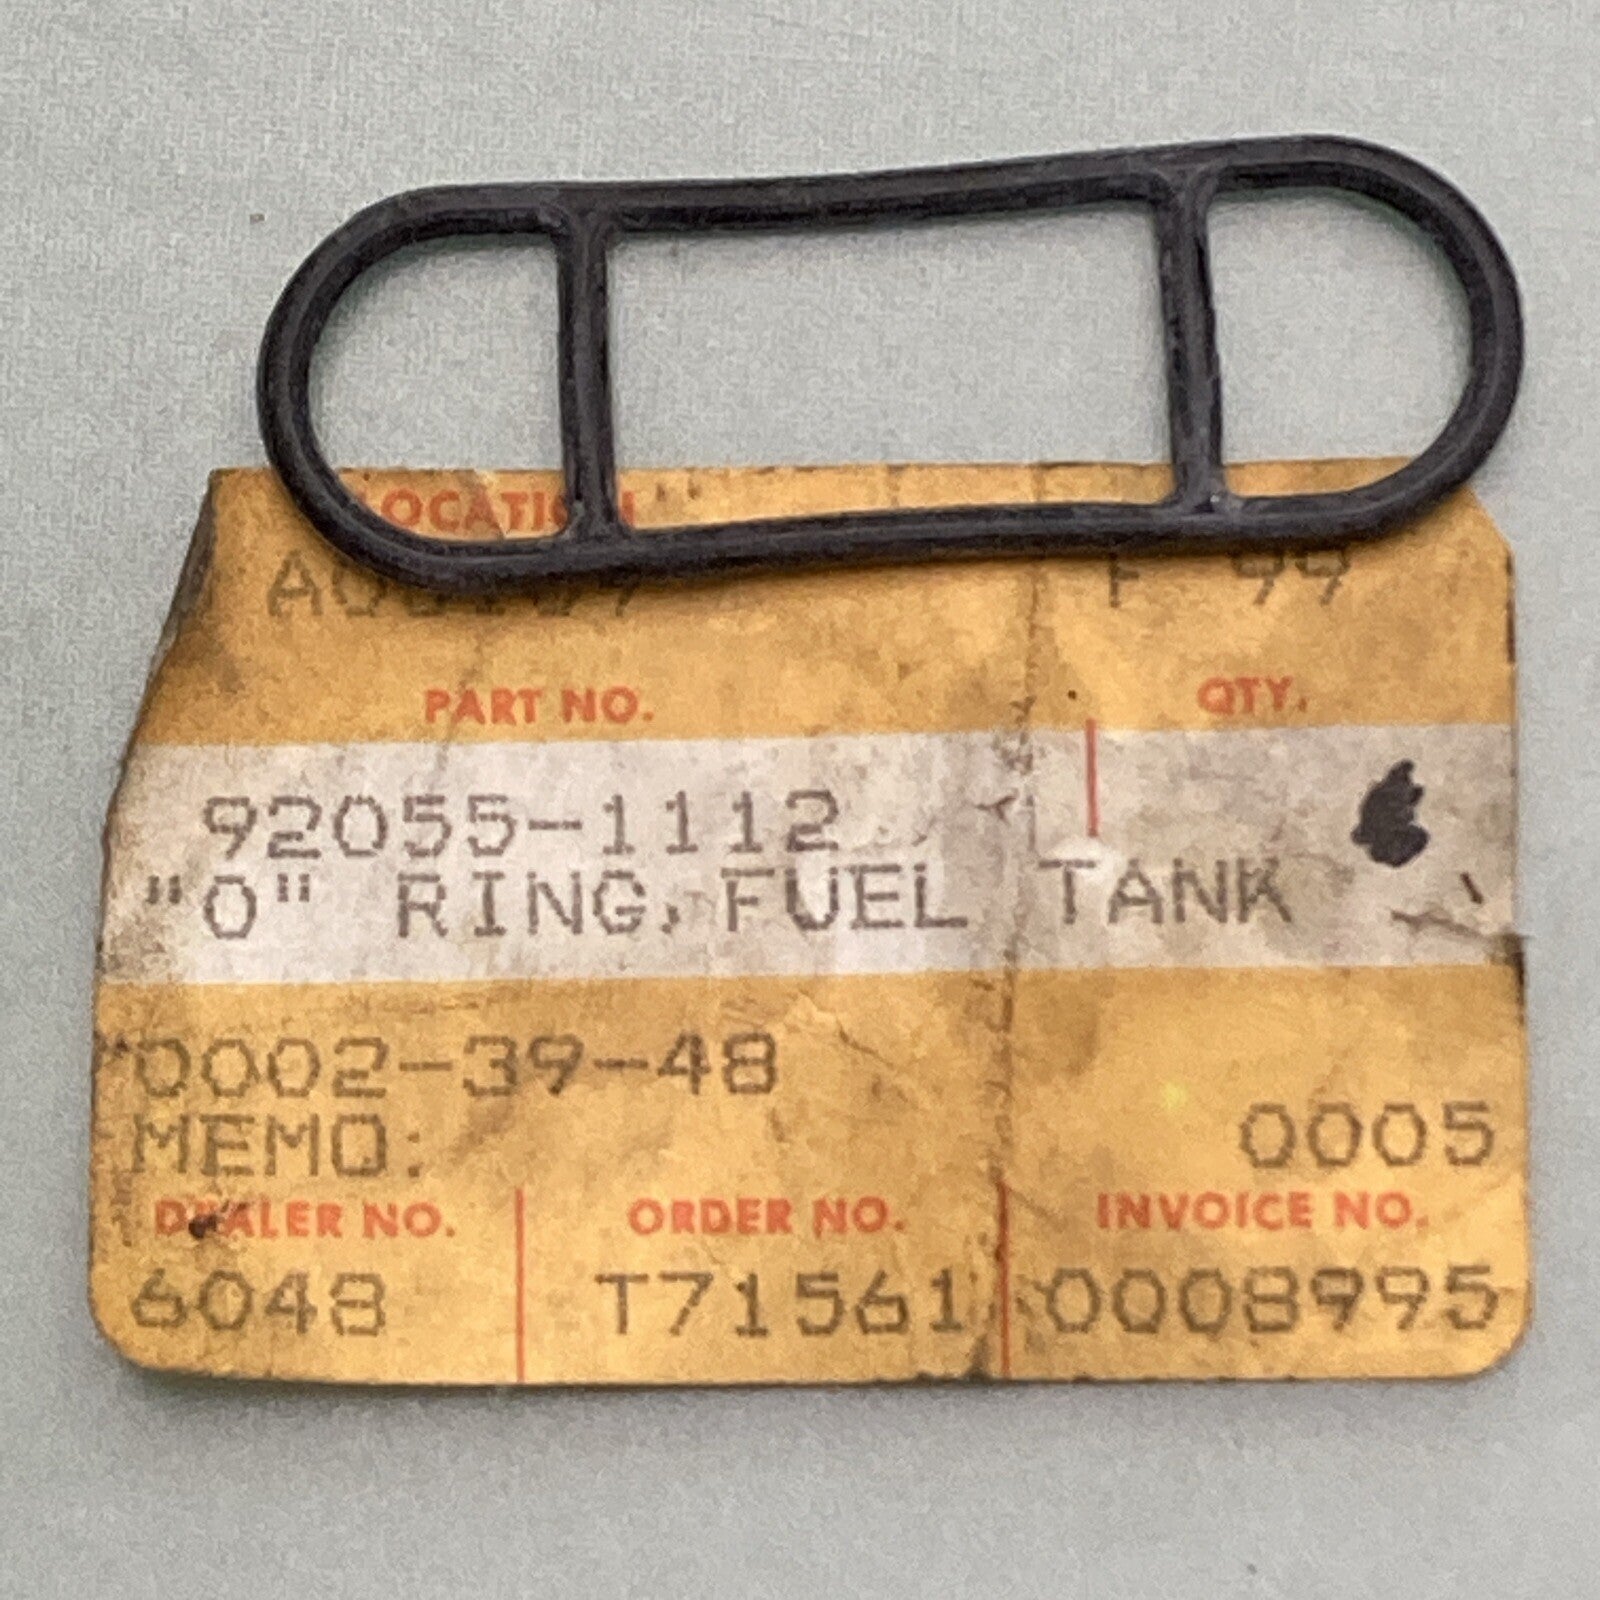 LOCATION
F 99
PART NO. QTY.
92055-1112
"O" RING, FUEL TANK
0002-39-48
MEMO: 0005
DEALER NO. ORDER NO. INVOICE NO.
6048 T71561 0008995